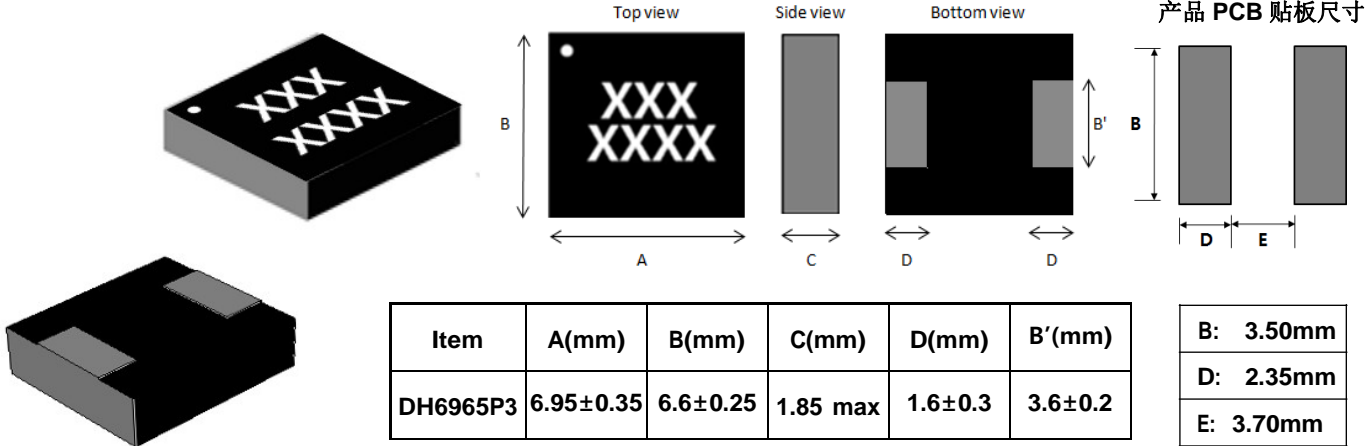 Top view
Side view
Bottom view
产品 PCB 贴板尺寸
XXX
XXXX
XXX
XXXX
B
B'
B
A
C
D
D
D
E
Item A(mm) B(mm) C(mm) D(mm) B’(mm)
DH6965P3 6.95±0.35 6.6±0.25 1.85 max 1.6±0.3 3.6±0.2
B: 3.50mm
D: 2.35mm
E: 3.70mm